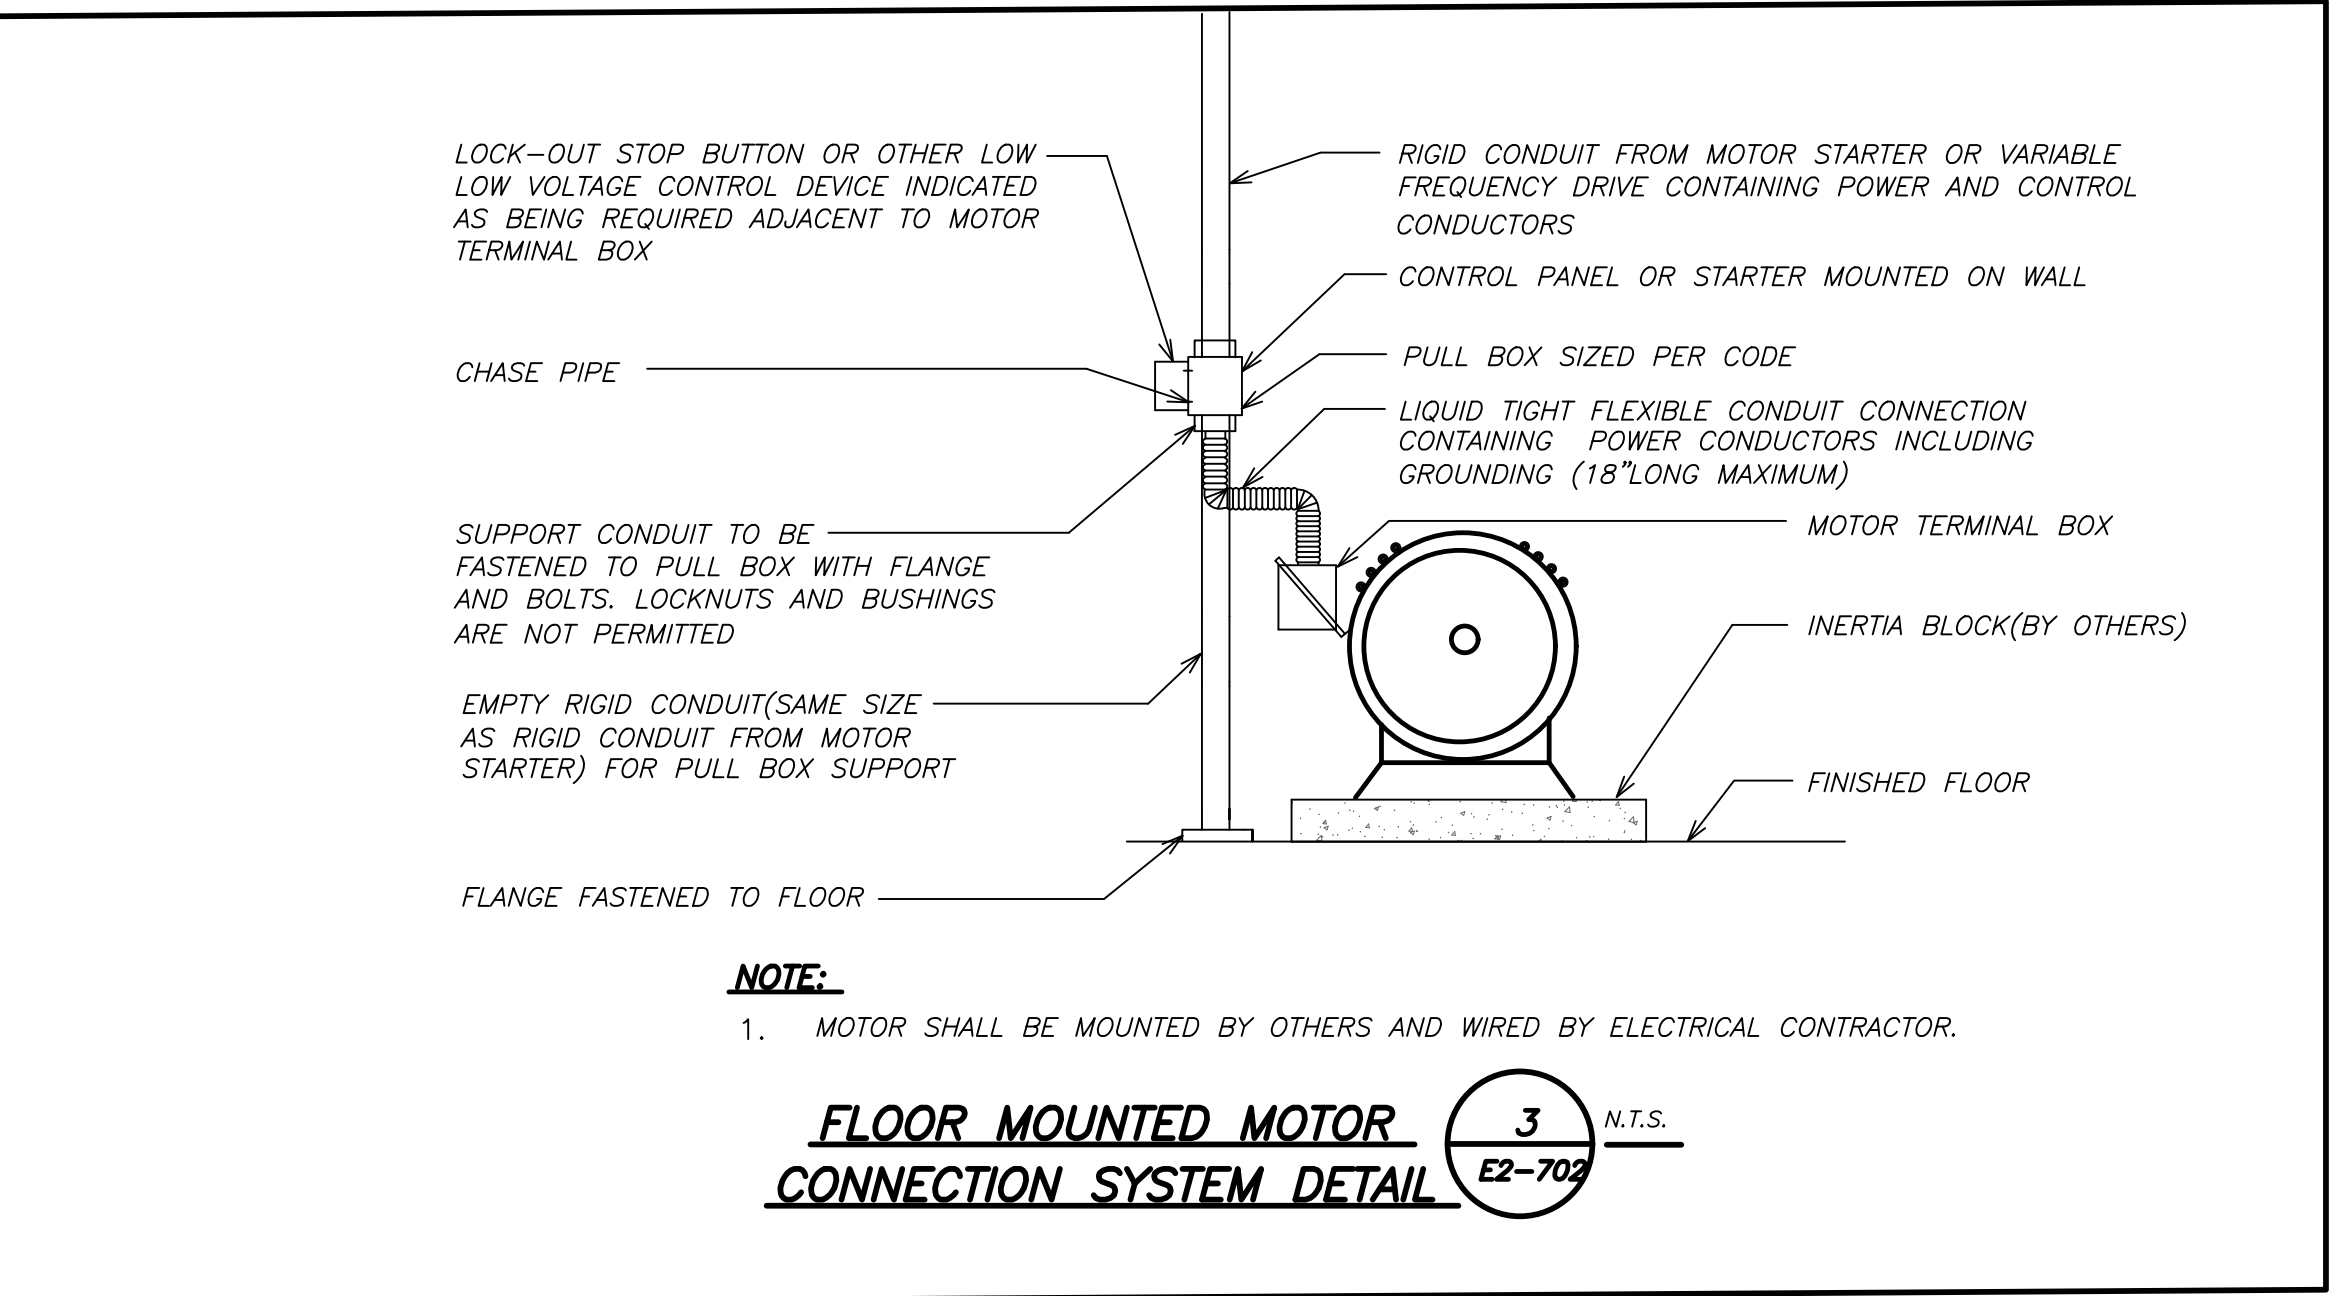 LOCK-OUT STOP BUTTON OR OTHER LOW
LOW VOLTAGE CONTROL DEVICE INDICATED
AS BEING REQUIRED ADJACENT TO MOTOR
TERMINAL BOX
CHASE PIPE
SUPPORT CONDUIT TO BE
FASTENED TO PULL BOX WITH FLANGE
AND BOLTS. LOCKNUTS AND BUSHINGS
ARE NOT PERMITTED
EMPTY RIGID CONDUIT(SAME SIZE
AS RIGID CONDUIT FROM MOTOR
STARTER) FOR PULL BOX SUPPORT
FLANGE FASTENED TO FLOOR
RIGID CONDUIT FROM MOTOR STARTER OR VARIABLE
FREQUENCY DRIVE CONTAINING POWER AND CONTROL
CONDUCTORS
CONTROL PANEL OR STARTER MOUNTED ON WALL
PULL BOX SIZED PER CODE
LIQUID TIGHT FLEXIBLE CONDUIT CONNECTION
CONTAINING POWER CONDUCTORS INCLUDING
GROUNDING (18"LONG MAXIMUM)
MOTOR TERMINAL BOX
INERTIA BLOCK(BY OTHERS)
FINISHED FLOOR
NOTE:
1. MOTOR SHALL BE MOUNTED BY OTHERS AND WIRED BY ELECTRICAL CONTRACTOR.
FLOOR MOUNTED MOTOR
CONNECTION SYSTEM DETAIL
3
E2-702
N.T.S.